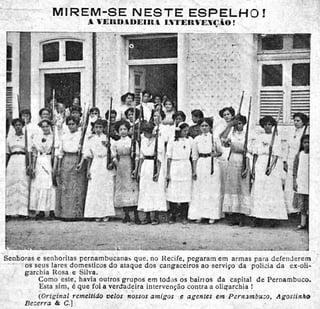 MIREM-SE NESTE ESPELHO!
A VERDADEIRA INTERVENÇÃO!
Senhoras e senhoritas pernambucanas que, no Recife, pegaram em armas para defenderem
os seus lares domesticos do ataque dos cangaceiros ao serviço da policia da ex-oli-
garchia Rosa e Silva.
Como este, havia outros grupos em todos os bairros da capital de Pernambuco.
Esta sim, é que foi a verdadeira intervenção contra a oligarchia!
(Original remettido pelos nossos amigos e agentes em Pernambuco, Agostinho
Bezerra & C.)